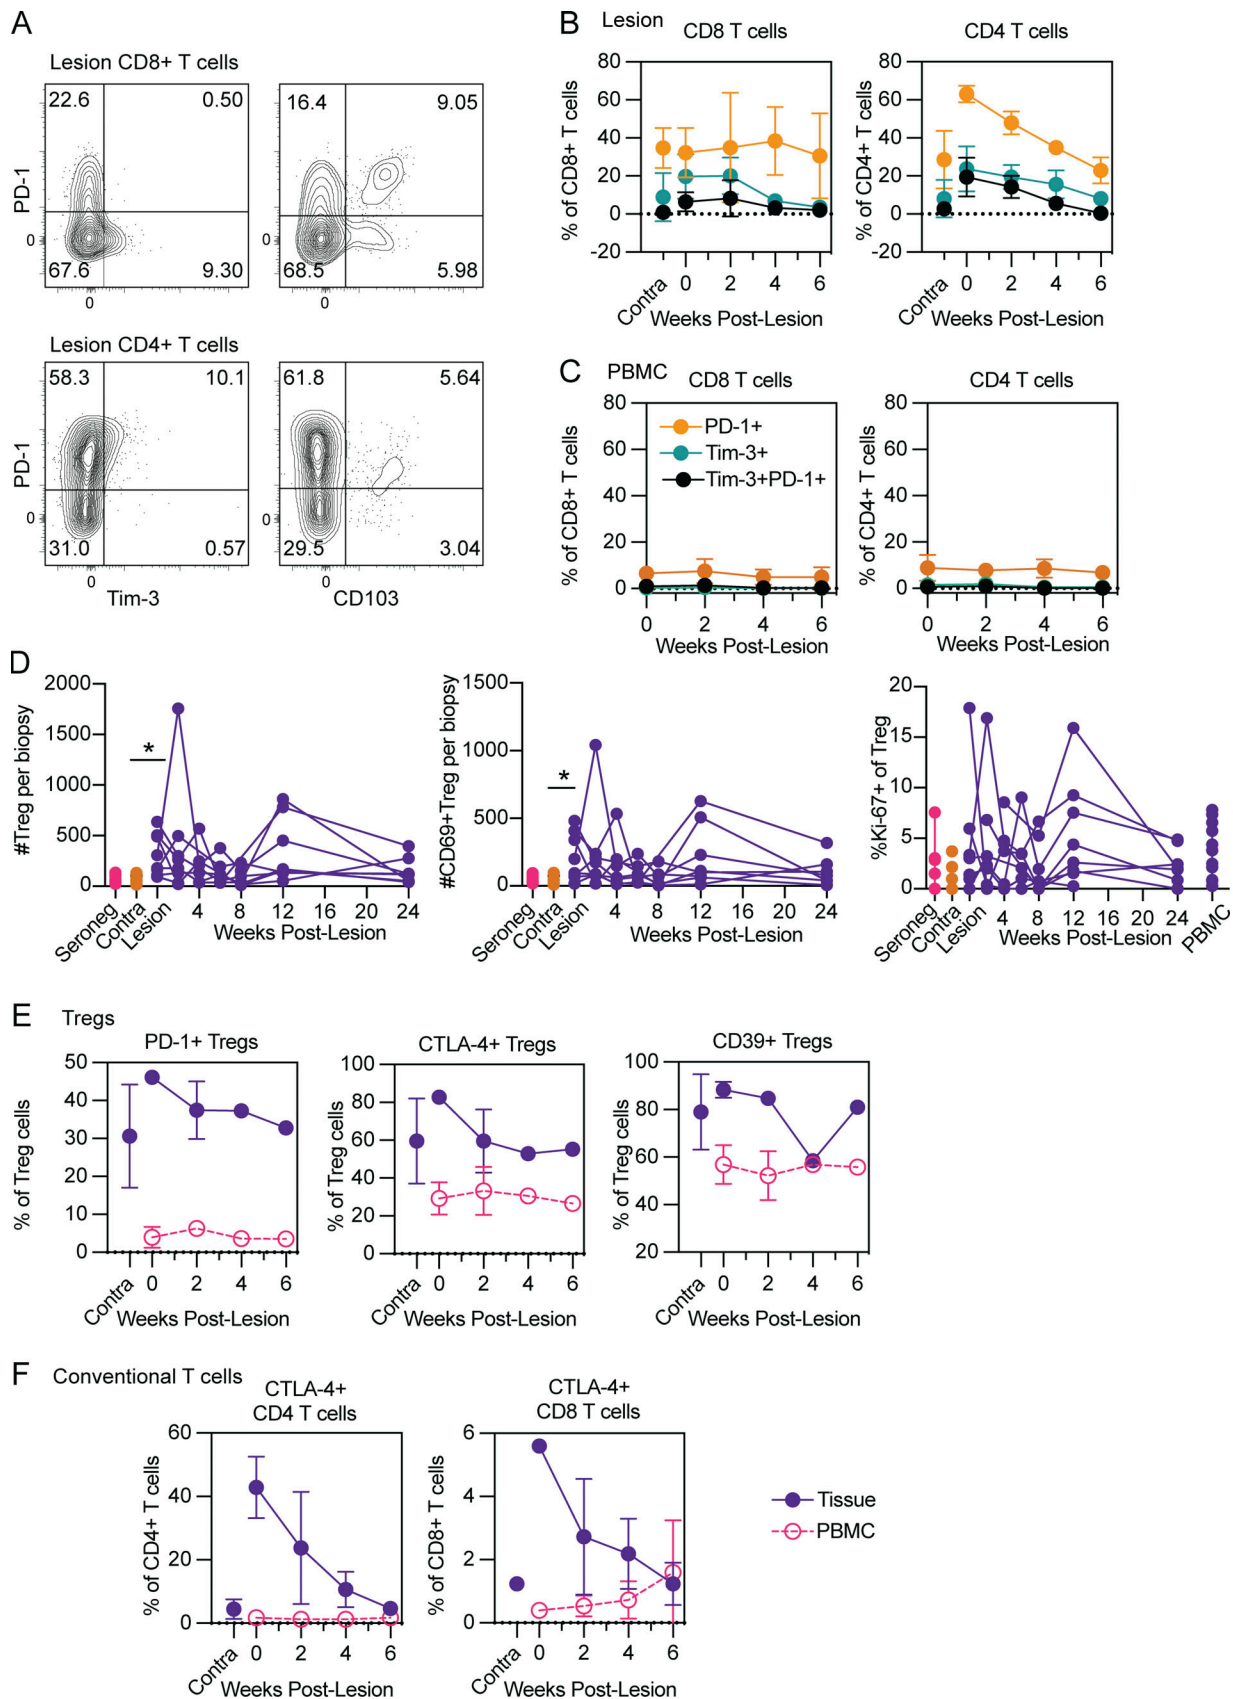 A
Lesion CD8+ T cells
22.6
0.50
67.6
9.30
PD-1
0
0
16.4
9.05
68.5
5.98
Lesion CD4+ T cells
58.3
10.1
31.0
0.57
PD-1
0
0
Tim-3
61.8
5.64
29.5
3.04
CD103
B Lesion
CD8 T cells
% of CD8+ T cells
80
60
40
20
0
-20
Contra 0 2 4 6
Weeks Post-Lesion
CD4 T cells
% of CD4+ T cells
80
60
40
20
0
-20
Contra 0 2 4 6
Weeks Post-Lesion
C PBMC
CD8 T cells
% of CD8+ T cells
80
60
40
20
0
PD-1+
Tim-3+
Tim-3+PD-1+
0 2 4 6
Weeks Post-Lesion
CD4 T cells
% of CD4+ T cells
80
60
40
20
0
0 2 4 6
Weeks Post-Lesion
D
#Treg per biopsy
2000
1500
1000
500
0
*
Seroneg Contra Lesion 4 8 12 16 20 24
Weeks Post-Lesion
#CD69+Treg per biopsy
1500
1000
500
0
*
Seroneg Contra Lesion 4 8 12 16 20 24
Weeks Post-Lesion
%Ki-67+ of Treg
20
15
10
5
0
Seroneg Contra Lesion 4 8 12 16 20 24 PBMC
Weeks Post-Lesion
E Tregs
PD-1+ Tregs
% of Treg cells
50
40
30
20
10
0
Contra 0 2 4 6
Weeks Post-Lesion
CTLA-4+ Tregs
% of Treg cells
100
80
60
40
20
0
Contra 0 2 4 6
Weeks Post-Lesion
CD39+ Tregs
% of Treg cells
100
80
60
40
20
Contra 0 2 4 6
Weeks Post-Lesion
F Conventional T cells
CTLA-4+
CD4 T cells
% of CD4+ T cells
60
40
20
0
Contra 0 2 4 6
Weeks Post-Lesion
CTLA-4+
CD8 T cells
% of CD8+ T cells
6
4
2
0
Contra 0 2 4 6
Weeks Post-Lesion
Tissue
PBMC